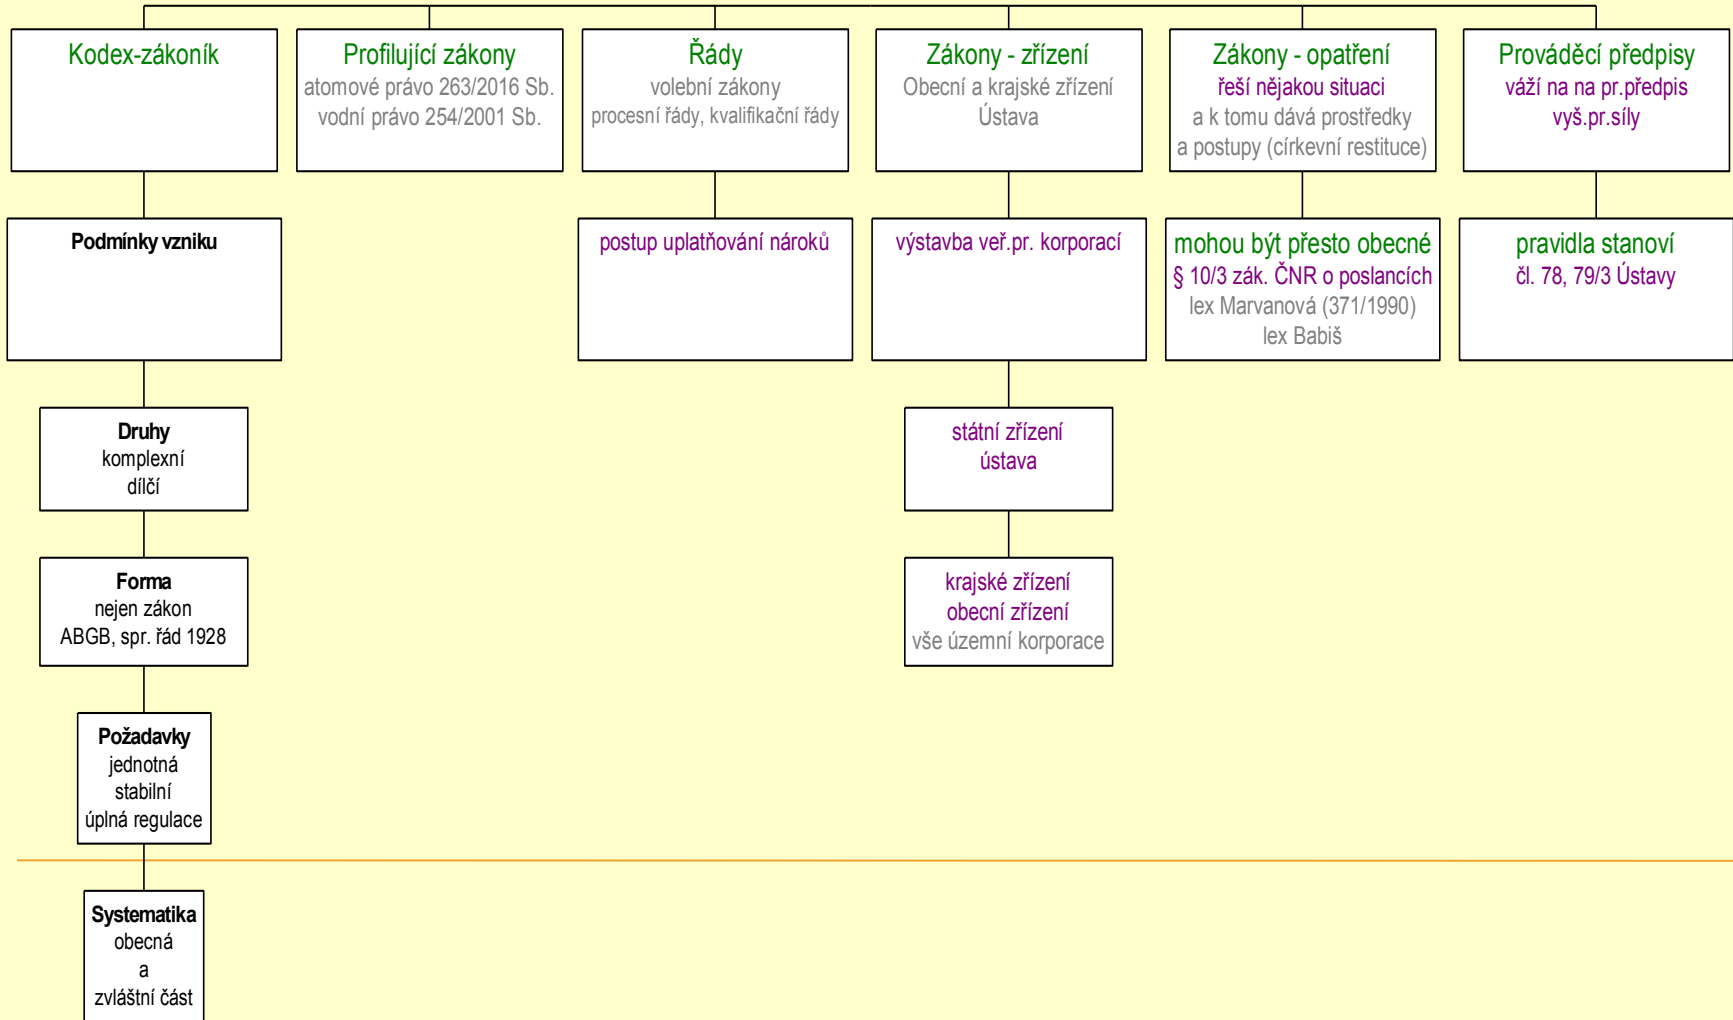 Kodex-zákoník
Profilující zákony
atomové právo 263/2016 Sb.
vodní právo 254/2001 Sb.
Řády
volební zákony
procesní řády, kvalifikační řády
Zákony - zřízení
Obecní a krajské zřízení
Ústava
Zákony - opatření
řeší nějakou situaci
a k tomu dává prostředky
a postupy (církevní restituce)
Prováděcí předpisy
váží na na pr.předpis
vyš.pr.síly
Podmínky vzniku
postup uplatňování nároků
výstavba veř.pr. korporací
mohou být přesto obecné
§ 10/3 zák. ČNR o poslancích
lex Marvanová (371/1990)
lex Babiš
pravidla stanoví
čl. 78, 79/3 Ústavy
Druhy
komplexní
dílčí
státní zřízení
ústava
Forma
nejen zákon
ABGB, spr. řád 1928
krajské zřízení
obecní zřízení
vše územní korporace
Požadavky
jednotná
stabilní
úplná regulace
Systematika
obecná
a
zvláštní část